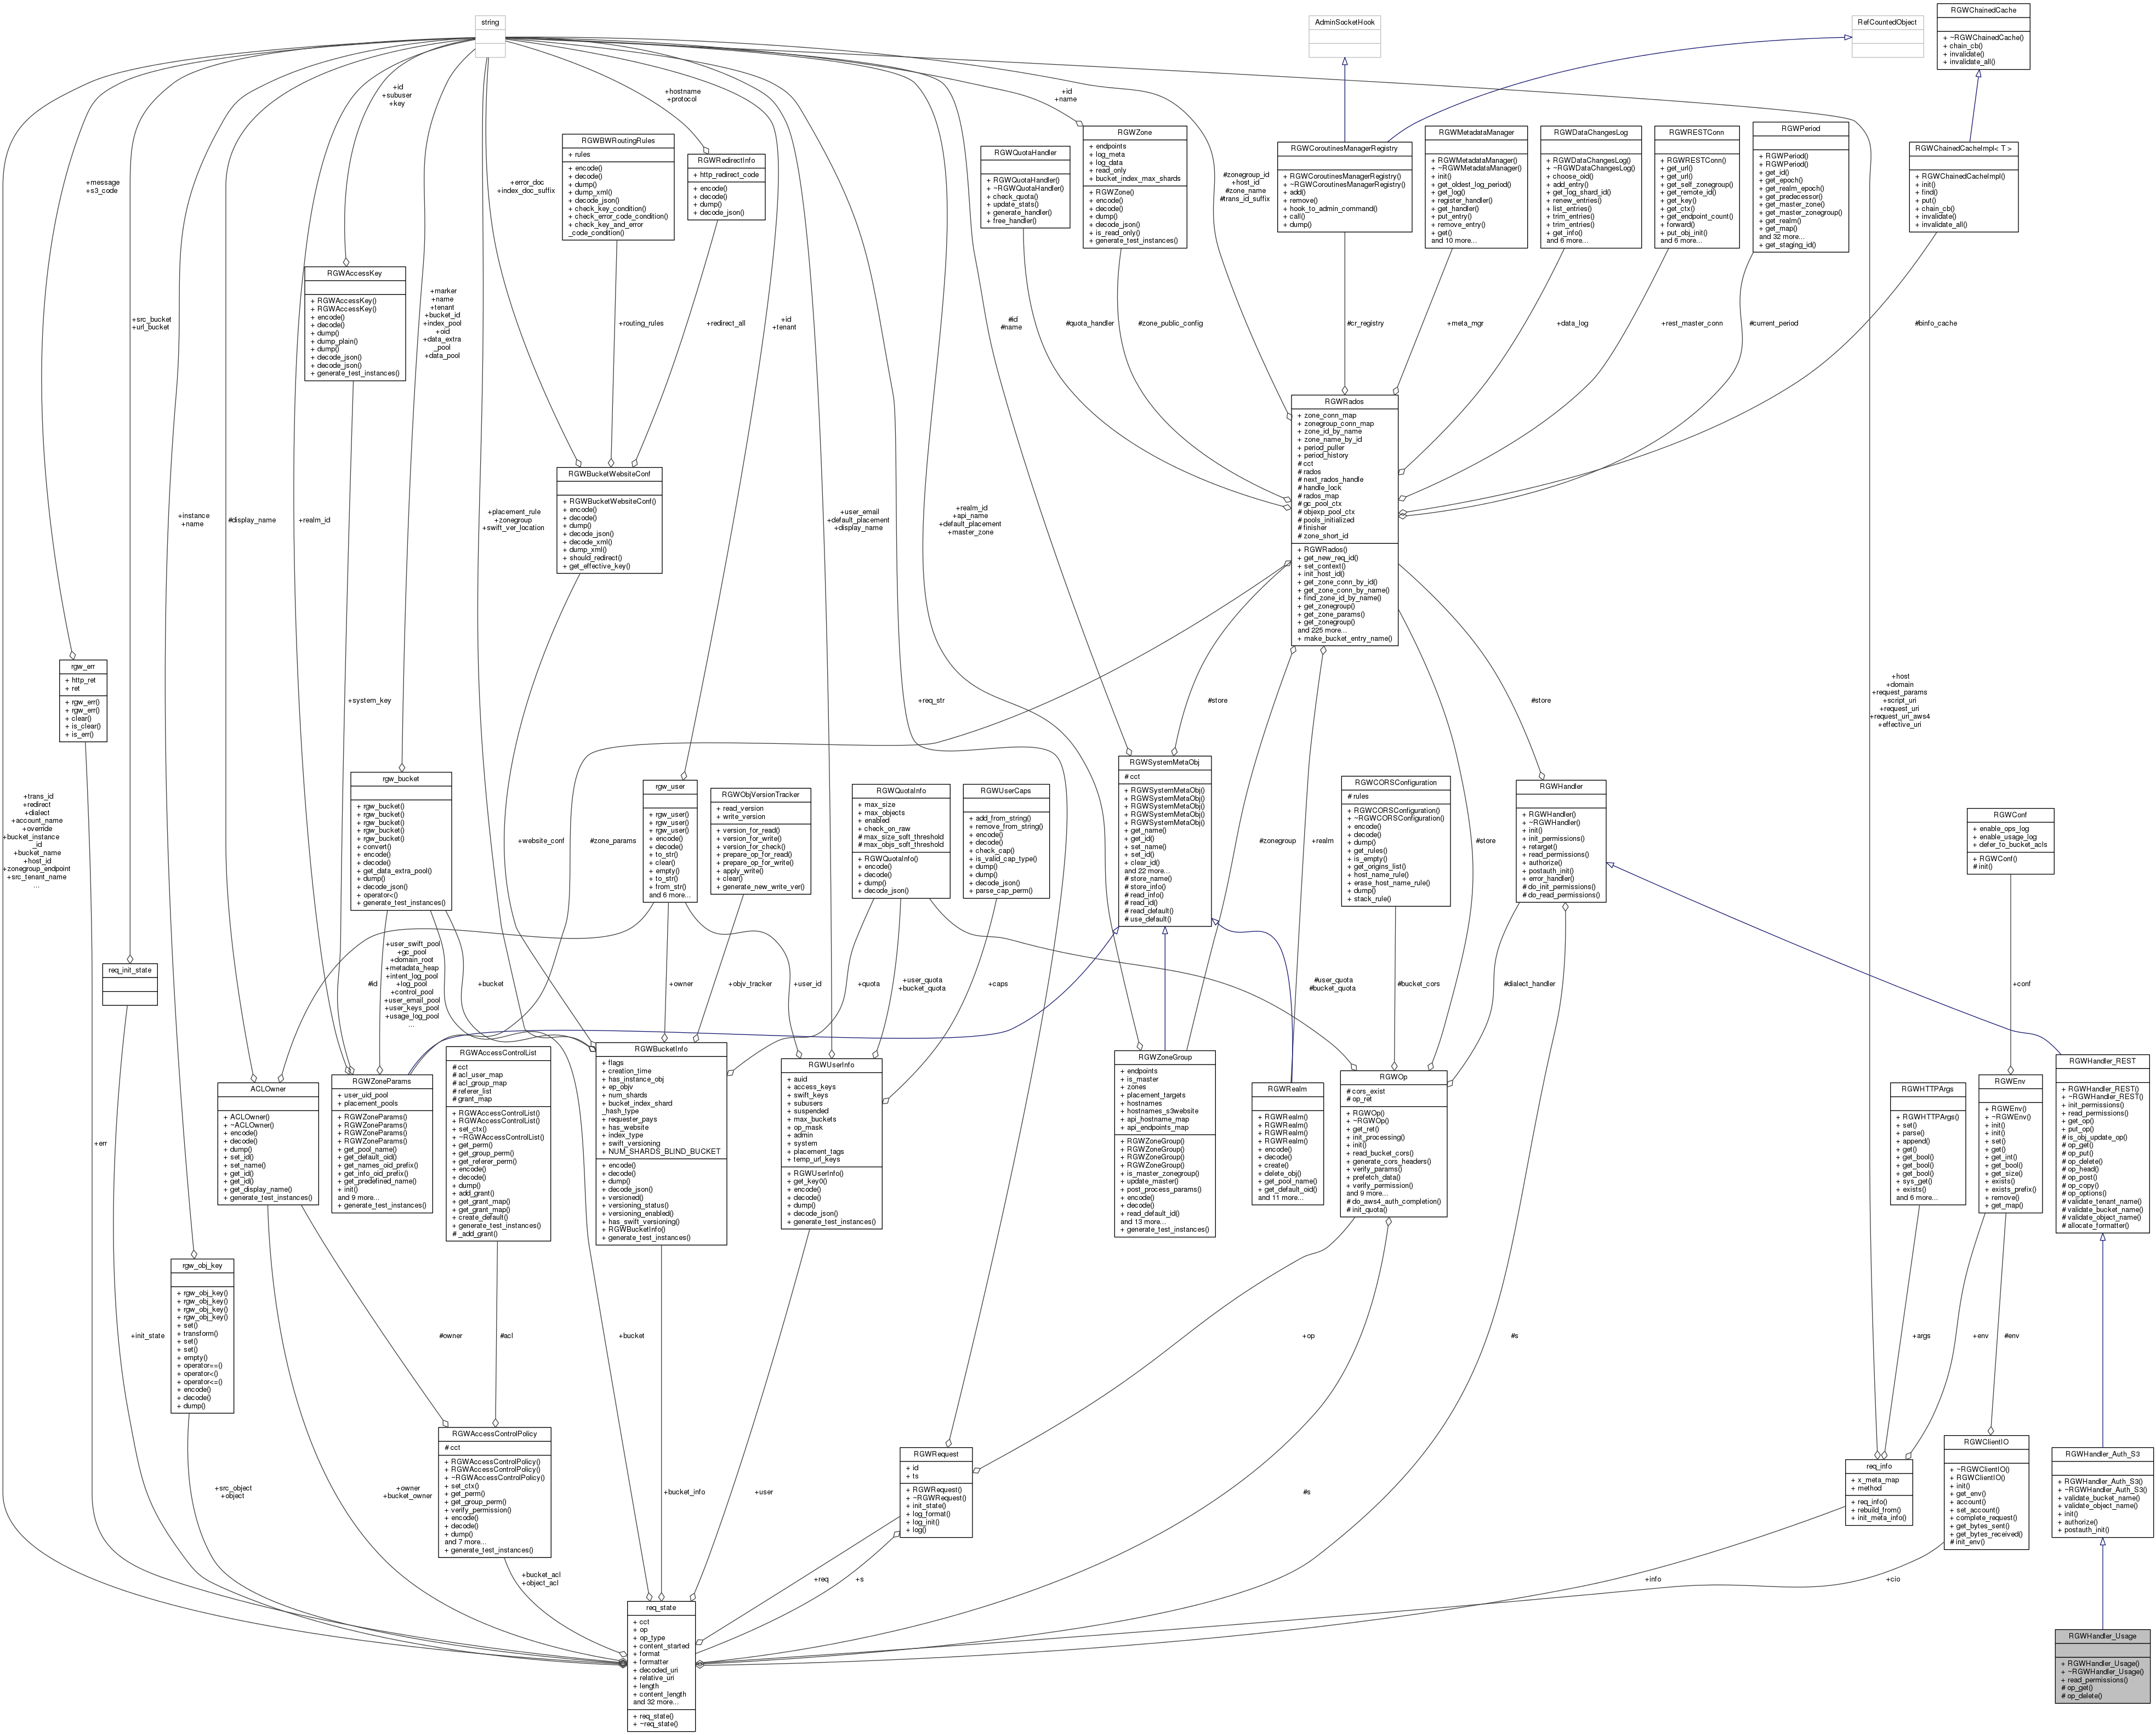 string
AdminSocketHook
RefCountedObject
RGWChainedCache
+ ~RGWChainedCache()
+ chain_cb()
+ invalidate()
+ invalidate_all()
+id
+subuser
+key
+hostname
+protocol
+id
+name
+message
+s3_code
RGWBWRoutingRules
+ rules
+ encode()
+ decode()
+ dump()
+ dump_xml()
+ decode_json()
+ check_key_condition()
+ check_error_code_condition()
+ check_key_and_error
_code_condition()
RGWRedirectInfo
+ http_redirect_code
+ encode()
+ decode()
+ dump()
+ decode_json()
+error_doc
+index_doc_suffix
RGWQuotaHandler
+ RGWQuotaHandler()
+ ~RGWQuotaHandler()
+ check_quota()
+ update_stats()
+ generate_handler()
+ free_handler()
RGWZone
+ endpoints
+ log_meta
+ log_data
+ read_only
+ bucket_index_max_shards
+ RGWZone()
+ encode()
+ decode()
+ dump()
+ decode_json()
+ is_read_only()
+ generate_test_instances()
#zonegroup_id
+host_id
#zone_name
#trans_id_suffix
RGWCoroutinesManagerRegistry
+ RGWCoroutinesManagerRegistry()
+ ~RGWCoroutinesManagerRegistry()
+ add()
+ remove()
+ hook_to_admin_command()
+ call()
+ dump()
RGWMetadataManager
+ RGWMetadataManager()
+ ~RGWMetadataManager()
+ init()
+ get_oldest_log_period()
+ get_log()
+ register_handler()
+ get_handler()
+ put_entry()
+ remove_entry()
+ get()
and 10 more...
RGWDataChangesLog
+ RGWDataChangesLog()
+ ~RGWDataChangesLog()
+ choose_oid()
+ add_entry()
+ get_log_shard_id()
+ renew_entries()
+ list_entries()
+ trim_entries()
+ trim_entries()
+ get_info()
and 6 more...
RGWRESTConn
+ RGWRESTConn()
+ get_url()
+ get_url()
+ get_self_zonegroup()
+ get_remote_id()
+ get_key()
+ get_ctx()
+ get_endpoint_count()
+ forward()
+ put_obj_init()
and 6 more...
RGWPeriod
+ RGWPeriod()
+ RGWPeriod()
+ get_id()
+ get_epoch()
+ get_realm_epoch()
+ get_predecessor()
+ get_master_zone()
+ get_master_zonegroup()
+ get_realm()
+ get_map()
and 32 more...
+ get_staging_id()
RGWChainedCacheImpl< T >
+ RGWChainedCacheImpl()
+ init()
+ find()
+ put()
+ chain_cb()
+ invalidate()
+ invalidate_all()
RGWAccessKey
+ RGWAccessKey()
+ RGWAccessKey()
+ encode()
+ decode()
+ dump()
+ dump_plain()
+ dump()
+ decode_json()
+ decode_json()
+ generate_test_instances()
+marker
+name
+tenant
+bucket_id
+index_pool
+oid
+data_extra
_pool
+data_pool
+src_bucket
+url_bucket
+routing_rules
+redirect_all
+id
+tenant
#id
#name
#quota_handler
#zone_public_config
#cr_registry
+meta_mgr
+data_log
+rest_master_conn
#current_period
#binfo_cache
RGWRados
+ zone_conn_map
+ zonegroup_conn_map
+ zone_id_by_name
+ zone_name_by_id
+ period_puller
+ period_history
# cct
# rados
# next_rados_handle
# handle_lock
# rados_map
# gc_pool_ctx
# objexp_pool_ctx
# pools_initialized
# finisher
# zone_short_id
+ RGWRados()
+ get_new_req_id()
+ set_context()
+ init_host_id()
+ get_zone_conn_by_id()
+ get_zone_conn_by_name()
+ find_zone_id_by_name()
+ get_zonegroup()
+ get_zone_params()
+ get_zonegroup()
and 225 more...
+ make_bucket_entry_name()
RGWBucketWebsiteConf
+ RGWBucketWebsiteConf()
+ encode()
+ decode()
+ dump()
+ decode_json()
+ decode_xml()
+ dump_xml()
+ should_redirect()
+ get_effective_key()
+instance
+name
#display_name
+realm_id
+placement_rule
+zonegroup
+swift_ver_location
+user_email
+default_placement
+display_name
+realm_id
+api_name
+default_placement
+master_zone
rgw_err
+ http_ret
+ ret
+ rgw_err()
+ rgw_err()
+ clear()
+ is_clear()
+ is_err()
+system_key
+req_str
#store
#store
+host
+domain
+request_params
+script_uri
+request_uri
+request_uri_aws4
+effective_uri
+trans_id
+redirect
+dialect
+account_name
+override
+bucket_instance
_id
+bucket_name
+host_id
+zonegroup_endpoint
+src_tenant_name
...
rgw_bucket
+ rgw_bucket()
+ rgw_bucket()
+ rgw_bucket()
+ rgw_bucket()
+ rgw_bucket()
+ convert()
+ encode()
+ decode()
+ get_data_extra_pool()
+ dump()
+ decode_json()
+ operator<()
+ generate_test_instances()
+website_conf
#zone_params
rgw_user
+ rgw_user()
+ rgw_user()
+ rgw_user()
+ encode()
+ decode()
+ to_str()
+ clear()
+ empty()
+ to_str()
+ from_str()
and 6 more...
RGWObjVersionTracker
+ read_version
+ write_version
+ version_for_read()
+ version_for_write()
+ version_for_check()
+ prepare_op_for_read()
+ prepare_op_for_write()
+ apply_write()
+ clear()
+ generate_new_write_ver()
RGWQuotaInfo
+ max_size
+ max_objects
+ enabled
+ check_on_raw
# max_size_soft_threshold
# max_objs_soft_threshold
+ RGWQuotaInfo()
+ encode()
+ decode()
+ dump()
+ decode_json()
RGWUserCaps
+ add_from_string()
+ remove_from_string()
+ encode()
+ decode()
+ check_cap()
+ is_valid_cap_type()
+ dump()
+ dump()
+ decode_json()
+ parse_cap_perm()
RGWSystemMetaObj
# cct
+ RGWSystemMetaObj()
+ RGWSystemMetaObj()
+ RGWSystemMetaObj()
+ RGWSystemMetaObj()
+ RGWSystemMetaObj()
+ get_name()
+ get_id()
+ set_name()
+ set_id()
+ clear_id()
and 22 more...
# store_name()
# store_info()
# read_info()
# read_id()
# read_default()
# use_default()
#zonegroup
+realm
RGWCORSConfiguration
# rules
+ RGWCORSConfiguration()
+ ~RGWCORSConfiguration()
+ encode()
+ decode()
+ dump()
+ get_rules()
+ is_empty()
+ get_origins_list()
+ host_name_rule()
+ erase_host_name_rule()
+ dump()
+ stack_rule()
#store
RGWHandler
+ RGWHandler()
+ ~RGWHandler()
+ init()
+ init_permissions()
+ retarget()
+ read_permissions()
+ authorize()
+ postauth_init()
+ error_handler()
# do_init_permissions()
# do_read_permissions()
RGWConf
+ enable_ops_log
+ enable_usage_log
+ defer_to_bucket_acls
+ RGWConf()
# init()
req_init_state
#id
+user_swift_pool
+gc_pool
+domain_root
+metadata_heap
+intent_log_pool
+log_pool
+control_pool
+user_email_pool
+user_keys_pool
+usage_log_pool
...
+bucket
+owner
+objv_tracker
+user_id
+quota
+user_quota
+bucket_quota
+caps
#user_quota
#bucket_quota
#bucket_cors
#dialect_handler
+conf
ACLOwner
+ ACLOwner()
+ ~ACLOwner()
+ encode()
+ decode()
+ dump()
+ set_id()
+ set_name()
+ get_id()
+ get_id()
+ get_display_name()
+ generate_test_instances()
RGWZoneParams
+ user_uid_pool
+ placement_pools
+ RGWZoneParams()
+ RGWZoneParams()
+ RGWZoneParams()
+ RGWZoneParams()
+ get_pool_name()
+ get_default_oid()
+ get_names_oid_prefix()
+ get_info_oid_prefix()
+ get_predefined_name()
+ init()
and 9 more...
+ generate_test_instances()
RGWAccessControlList
# cct
# acl_user_map
# acl_group_map
# referer_list
# grant_map
+ RGWAccessControlList()
+ RGWAccessControlList()
+ set_ctx()
+ ~RGWAccessControlList()
+ get_perm()
+ get_group_perm()
+ get_referer_perm()
+ encode()
+ decode()
+ dump()
+ add_grant()
+ get_grant_map()
+ get_grant_map()
+ create_default()
+ generate_test_instances()
# _add_grant()
RGWBucketInfo
+ flags
+ creation_time
+ has_instance_obj
+ ep_objv
+ num_shards
+ bucket_index_shard
_hash_type
+ requester_pays
+ has_website
+ index_type
+ swift_versioning
+ NUM_SHARDS_BLIND_BUCKET
+ encode()
+ decode()
+ dump()
+ decode_json()
+ versioned()
+ versioning_status()
+ versioning_enabled()
+ has_swift_versioning()
+ RGWBucketInfo()
+ generate_test_instances()
RGWUserInfo
+ auid
+ access_keys
+ swift_keys
+ subusers
+ suspended
+ max_buckets
+ op_mask
+ admin
+ system
+ placement_tags
+ temp_url_keys
+ RGWUserInfo()
+ get_key0()
+ encode()
+ decode()
+ dump()
+ decode_json()
+ generate_test_instances()
RGWZoneGroup
+ endpoints
+ is_master
+ zones
+ placement_targets
+ hostnames
+ hostnames_s3website
+ api_hostname_map
+ api_endpoints_map
+ RGWZoneGroup()
+ RGWZoneGroup()
+ RGWZoneGroup()
+ RGWZoneGroup()
+ is_master_zonegroup()
+ update_master()
+ post_process_params()
+ encode()
+ decode()
+ read_default_id()
and 13 more...
+ generate_test_instances()
RGWRealm
+ RGWRealm()
+ RGWRealm()
+ RGWRealm()
+ RGWRealm()
+ encode()
+ decode()
+ create()
+ delete_obj()
+ get_pool_name()
+ get_default_oid()
and 11 more...
RGWOp
# cors_exist
# op_ret
+ RGWOp()
+ ~RGWOp()
+ get_ret()
+ init_processing()
+ init()
+ read_bucket_cors()
+ generate_cors_headers()
+ verify_params()
+ prefetch_data()
+ verify_permission()
and 9 more...
# do_aws4_auth_completion()
# init_quota()
RGWHTTPArgs
+ RGWHTTPArgs()
+ set()
+ parse()
+ append()
+ get()
+ get_bool()
+ get_bool()
+ get_bool()
+ sys_get()
+ exists()
and 6 more...
RGWEnv
+ RGWEnv()
+ ~RGWEnv()
+ init()
+ init()
+ set()
+ get()
+ get_int()
+ get_bool()
+ get_size()
+ exists()
+ exists_prefix()
+ remove()
+ get_map()
RGWHandler_REST
+ RGWHandler_REST()
+ ~RGWHandler_REST()
+ init_permissions()
+ read_permissions()
+ get_op()
+ put_op()
# is_obj_update_op()
# op_get()
# op_put()
# op_delete()
# op_head()
# op_post()
# op_copy()
# op_options()
# validate_tenant_name()
# validate_bucket_name()
# validate_object_name()
# allocate_formatter()
+err
+init_state
rgw_obj_key
+ rgw_obj_key()
+ rgw_obj_key()
+ rgw_obj_key()
+ rgw_obj_key()
+ set()
+ transform()
+ set()
+ set()
+ empty()
+ operator==()
+ operator<()
+ operator<=()
+ encode()
+ decode()
+ dump()
#owner
#acl
+bucket
+op
#s
+args
+env
#env
RGWAccessControlPolicy
# cct
+ RGWAccessControlPolicy()
+ RGWAccessControlPolicy()
+ ~RGWAccessControlPolicy()
+ set_ctx()
+ get_perm()
+ get_group_perm()
+ verify_permission()
+ encode()
+ decode()
+ dump()
and 7 more...
+ generate_test_instances()
+src_object
+object
+owner
+bucket_owner
+bucket_info
+user
RGWRequest
+ id
+ ts
+ RGWRequest()
+ ~RGWRequest()
+ init_state()
+ log_format()
+ log_init()
+ log()
#s
req_info
+ x_meta_map
+ method
+ req_info()
+ rebuild_from()
+ init_meta_info()
RGWClientIO
+ ~RGWClientIO()
+ RGWClientIO()
+ init()
+ get_env()
+ account()
+ set_account()
+ complete_request()
+ get_bytes_sent()
+ get_bytes_received()
# init_env()
RGWHandler_Auth_S3
+ RGWHandler_Auth_S3()
+ ~RGWHandler_Auth_S3()
+ validate_bucket_name()
+ validate_object_name()
+ init()
+ authorize()
+ postauth_init()
+bucket_acl
+object_acl
+req
+s
+info
+cio
req_state
+ cct
+ op
+ op_type
+ content_started
+ format
+ formatter
+ decoded_uri
+ relative_uri
+ length
+ content_length
and 32 more...
+ req_state()
+ ~req_state()
RGWHandler_Usage
+ RGWHandler_Usage()
+ ~RGWHandler_Usage()
+ read_permissions()
# op_get()
# op_delete()